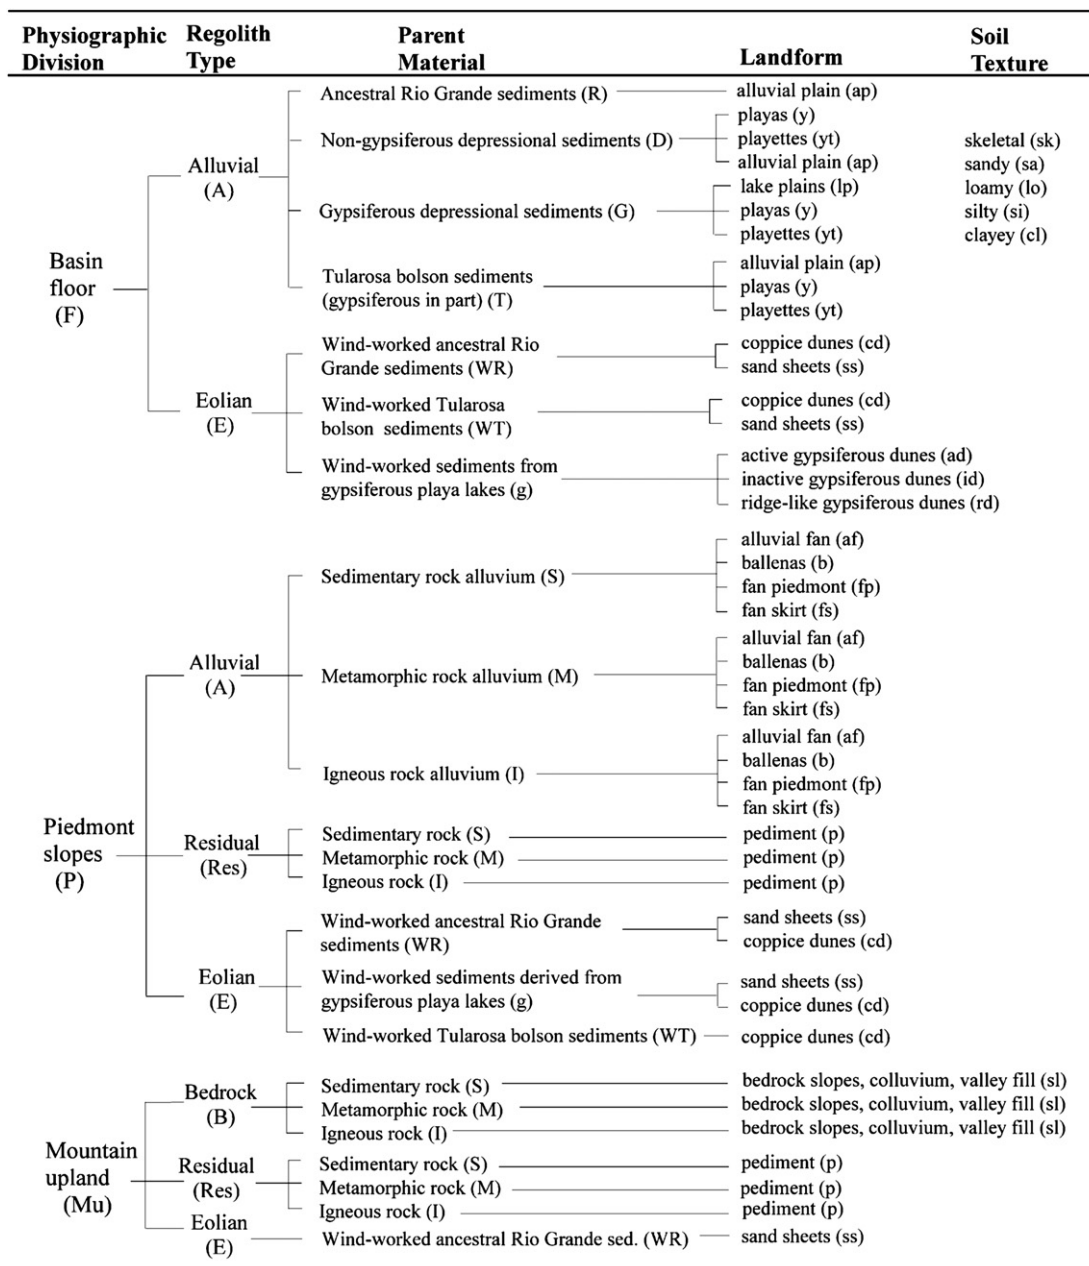 Physiographic Division
Regolith Type
Parent Material
Landform
Soil Texture
Basin floor (F)
Alluvial (A)
Ancestral Rio Grande sediments (R)
alluvial plain (ap)
Non-gypsiferous depressional sediments (D)
playas (y)
playettes (yt)
alluvial plain (ap)
Gypsiferous depressional sediments (G)
lake plains (lp)
playas (y)
playettes (yt)
Tularosa bolson sediments
(gypsiferous in part) (T)
alluvial plain (ap)
playas (y)
playettes (yt)
skeletal (sk)
sandy (sa)
loamy (lo)
silty (si)
clayey (cl)
Eolian (E)
Wind-worked ancestral Rio
Grande sediments (WR)
coppice dunes (cd)
sand sheets (ss)
Wind-worked Tularosa
bolson sediments (WT)
coppice dunes (cd)
sand sheets (ss)
Wind-worked sediments from
gypsiferous playa lakes (g)
active gypsiferous dunes (ad)
inactive gypsiferous dunes (id)
ridge-like gypsiferous dunes (rd)
Piedmont slopes (P)
Alluvial (A)
Sedimentary rock alluvium (S)
alluvial fan (af)
ballenas (b)
fan piedmont (fp)
fan skirt (fs)
Metamorphic rock alluvium (M)
alluvial fan (af)
ballenas (b)
fan piedmont (fp)
fan skirt (fs)
Igneous rock alluvium (I)
alluvial fan (af)
ballenas (b)
fan piedmont (fp)
fan skirt (fs)
Residual (Res)
Sedimentary rock (S)
pediment (p)
Metamorphic rock (M)
pediment (p)
Igneous rock (I)
pediment (p)
Eolian (E)
Wind-worked ancestral Rio Grande
sediments (WR)
sand sheets (ss)
coppice dunes (cd)
Wind-worked sediments derived from
gypsiferous playa lakes (g)
sand sheets (ss)
coppice dunes (cd)
Wind-worked Tularosa bolson sediments (WT)
coppice dunes (cd)
Mountain upland (Mu)
Bedrock (B)
Sedimentary rock (S)
bedrock slopes, colluvium, valley fill (sl)
Metamorphic rock (M)
bedrock slopes, colluvium, valley fill (sl)
Igneous rock (I)
bedrock slopes, colluvium, valley fill (sl)
Residual (Res)
Sedimentary rock (S)
pediment (p)
Metamorphic rock (M)
pediment (p)
Igneous rock (I)
pediment (p)
Eolian (E)
Wind-worked ancestral Rio Grande sed. (WR)
sand sheets (ss)